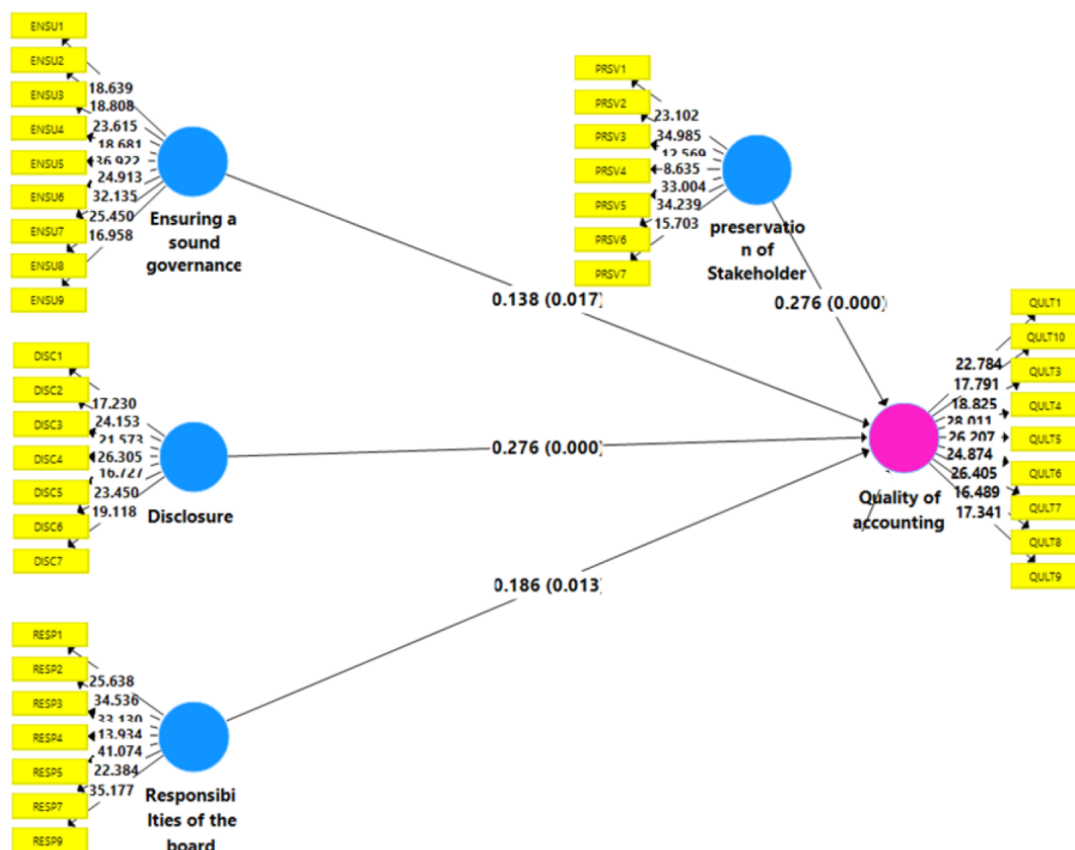 ENSU1
ENSU2
ENSU3
ENSU4
ENSU5
ENSU6
ENSU7
ENSU8
ENSU9
18.639
18.808
23.615
18.681
36.922
24.913
32.135
25.450
16.958
Ensuring a
sound
governance
PRSV1
PRSV2
PRSV3
PRSV4
PRSV5
PRSV6
PRSV7
23.102
34.985
12.569
8.635
33.004
34.239
15.703
preservatio
n of
Stakeholder
0.138 (0.017)
0.276 (0.000)
DISC1
DISC2
DISC3
DISC4
DISC5
DISC6
DISC7
17.230
24.153
21.573
26.305
16.727
23.450
19.118
Disclosure
0.276 (0.000)
QULT1
QULT10
QULT3
QULT4
QULT5
QULT6
QULT7
QULT8
QULT9
22.784
17.791
18.825
28.011
26.207
24.874
26.405
16.489
17.341
Quality of
accounting
0.186 (0.013)
RESP1
RESP2
RESP3
RESP4
RESP5
RESP7
RESP9
25.638
34.536
33.130
13.934
41.074
22.384
35.177
Responsibi
lties of the
board